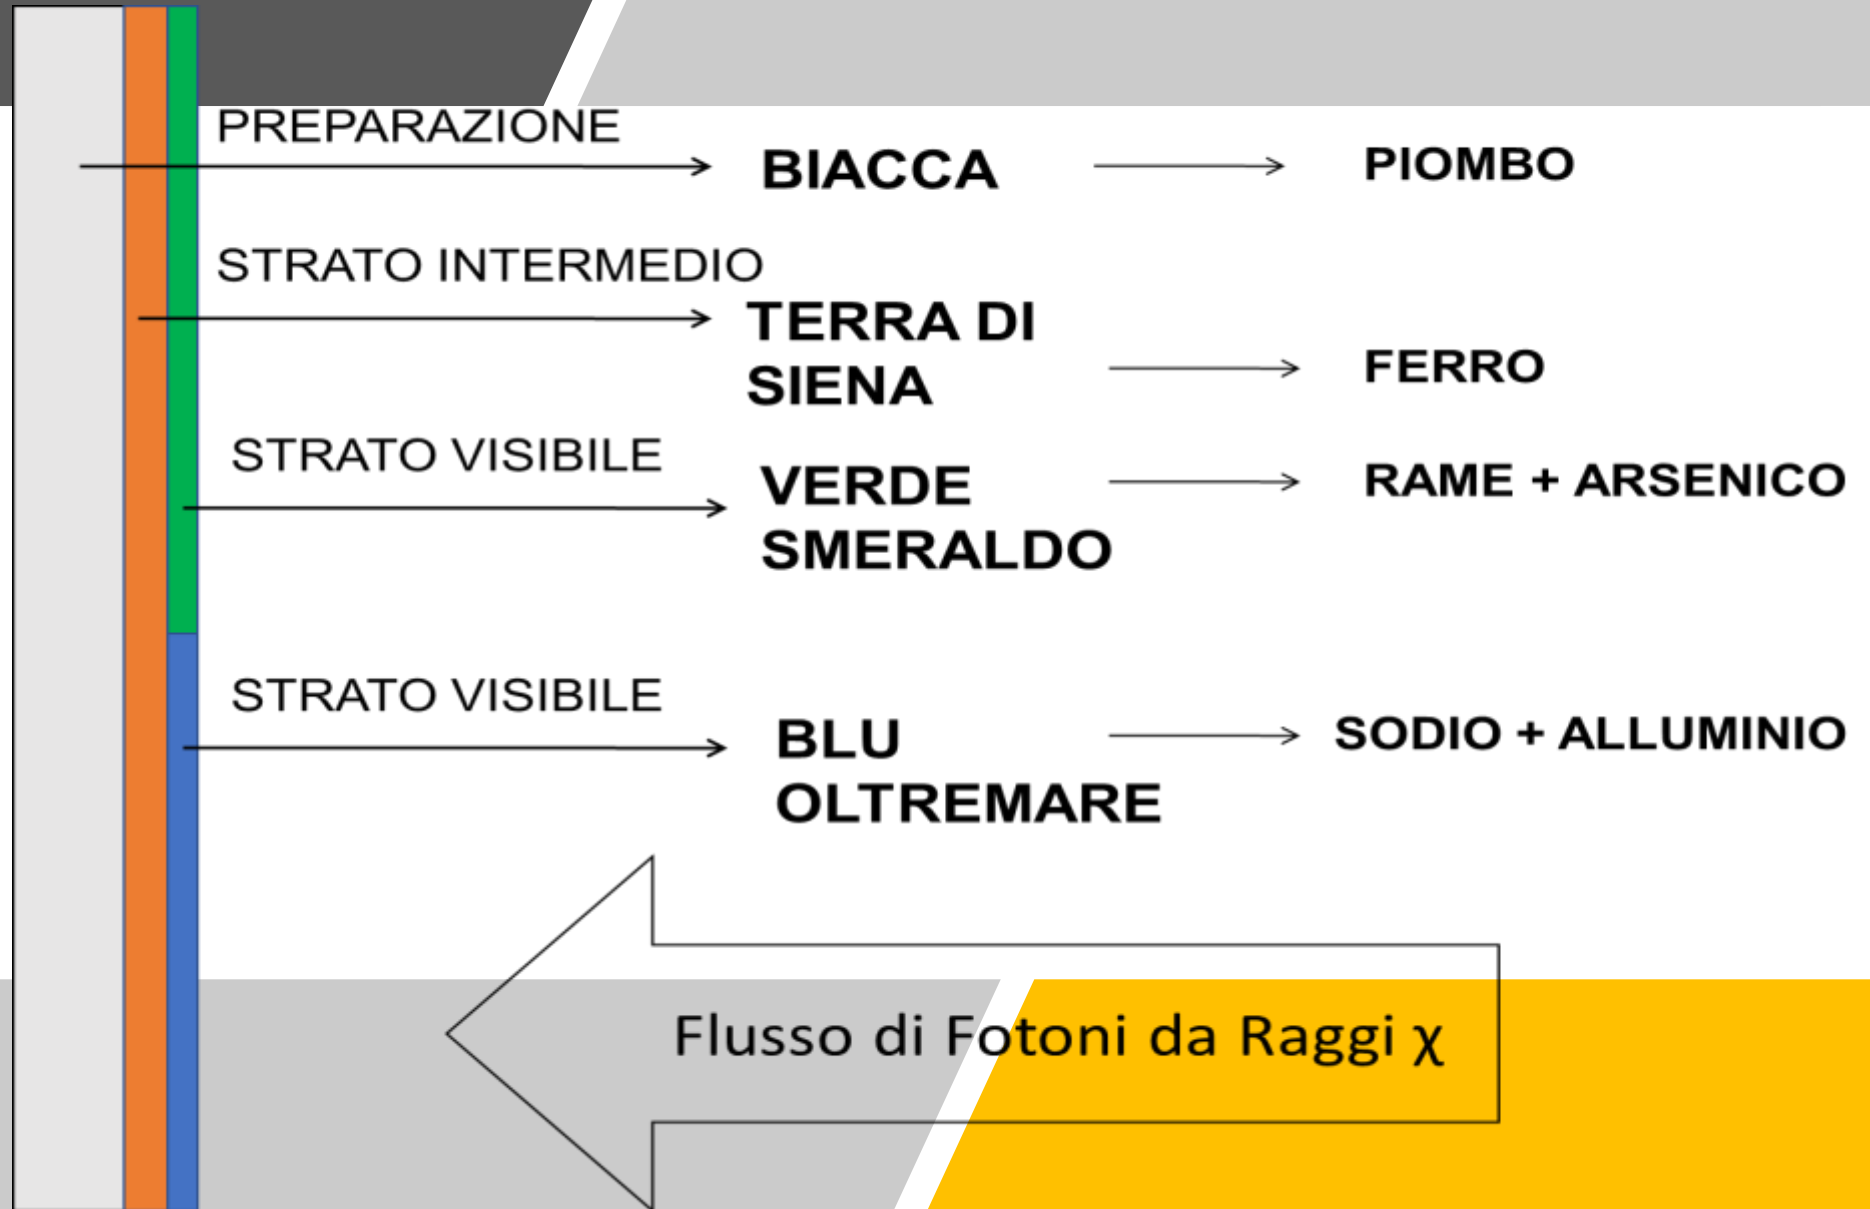 PREPARAZIONE
BIACCA
PIOMBO
STRATO INTERMEDIO
TERRA DI
SIENA
FERRO
STRATO VISIBILE
VERDE
SMERALDO
RAME + ARSENICO
STRATO VISIBILE
BLU
OLTREMARE
SODIO + ALLUMINIO
Flusso di Fotoni da Raggi χ